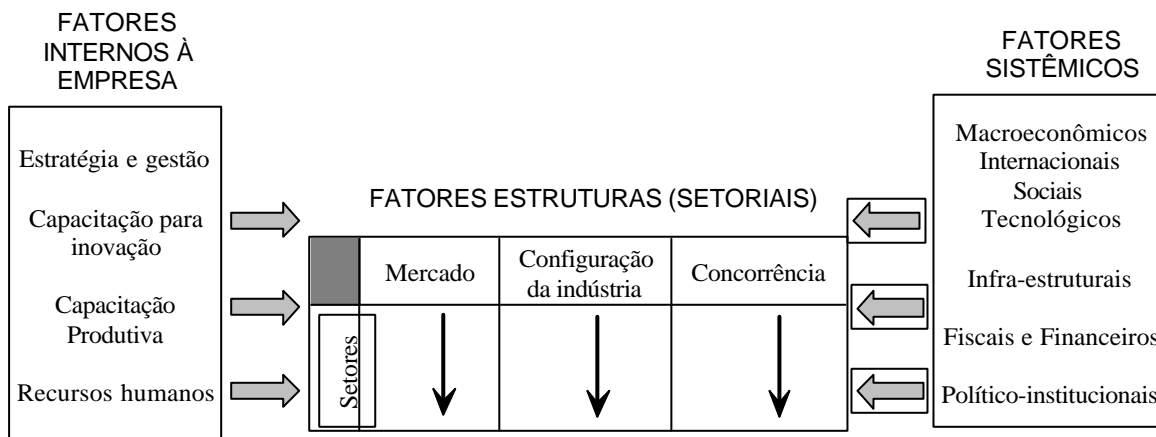 FATORES
INTERNOS À
EMPRESA
Estratégia e gestão
Capacitação para
inovação
Capacitação
Produtiva
Recursos humanos
FATORES ESTRUTURAS (SETORIAIS)
Mercado
Configuração
da indústria
Concorrência
Setores
FATORES
SISTÊMICOS
Macroeconômicos
Internacionais
Sociais
Tecnológicos
Infra-estruturais
Fiscais e Financeiros
Político-institucionais